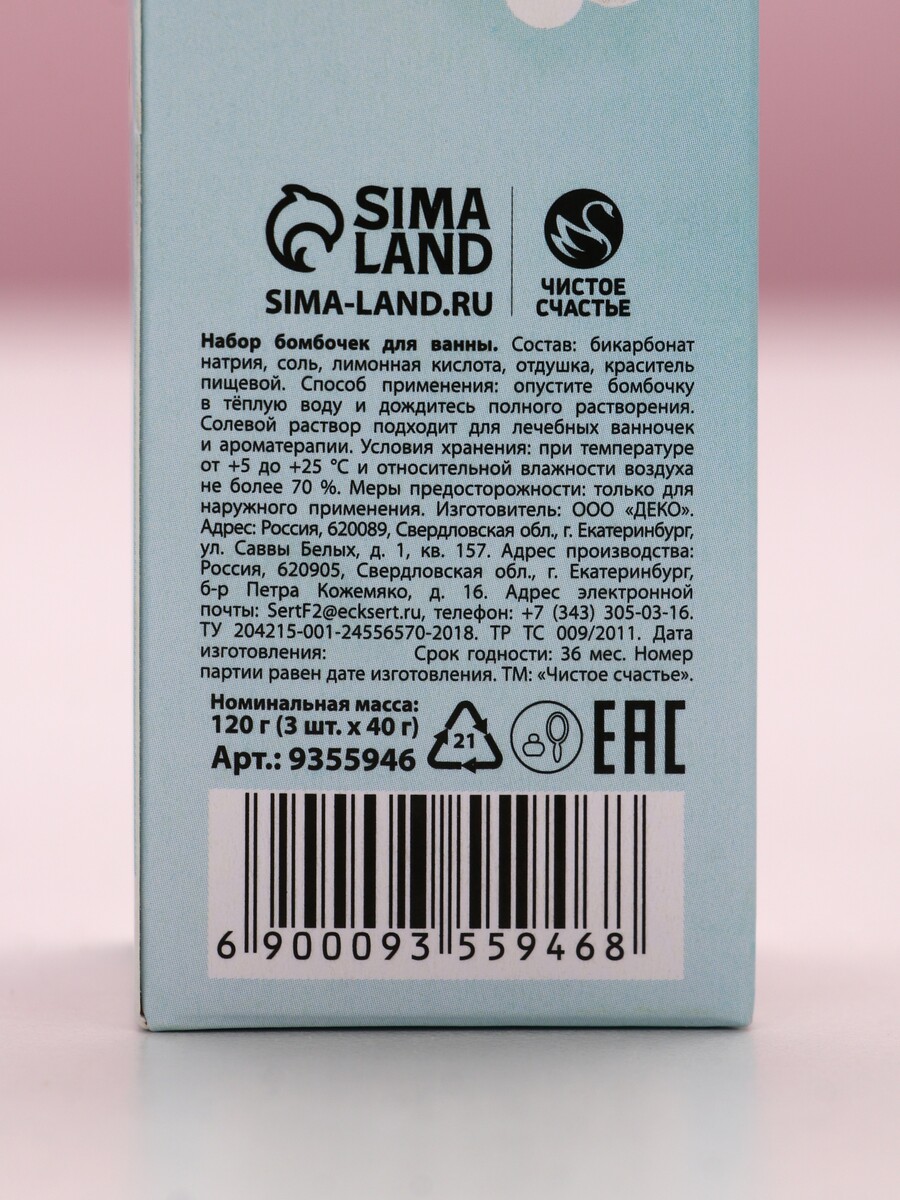 SIMA
LAND
SIMA-LAND.RU
ЧИСТОЕ
СЧАСТЬЕ
Набор бомбочек для ванны. Состав: бикарбонат
натрия, соль, лимонная кислота, отдушка, краситель
пищевой. Способ применения: опустите бомбочку
в тёплую воду и дождитесь полного растворения.
Солевой раствор подходит для лечебных ванночек
и ароматерапии. Условия хранения: при температуре
от +5 до +25 °С и относительной влажности воздуха
не более 70 %. Меры предосторожности: только для
наружного применения. Изготовитель: ООО «ДЕКО».
Адрес: Россия, 620089, Свердловская обл., г. Екатеринбург,
ул. Саввы Белых, д. 1, кв. 157. Адрес производства:
Россия, 620905, Свердловская обл., г. Екатеринбург,
б-р Петра Кожемяко, д. 16. Адрес электронной
почты: SertF2@ecksert.ru, телефон: +7 (343) 305-03-16.
ТУ 204215-001-24556570-2018. ТР ТС 009/2011. Дата
изготовления: Срок годности: 36 мес. Номер
партии равен дате изготовления. ТМ: «Чистое счастье».
Номинальная масса:
120 г (3 шт. х 40 г)
Арт.: 9355946
21
EAC
6 900093 559468